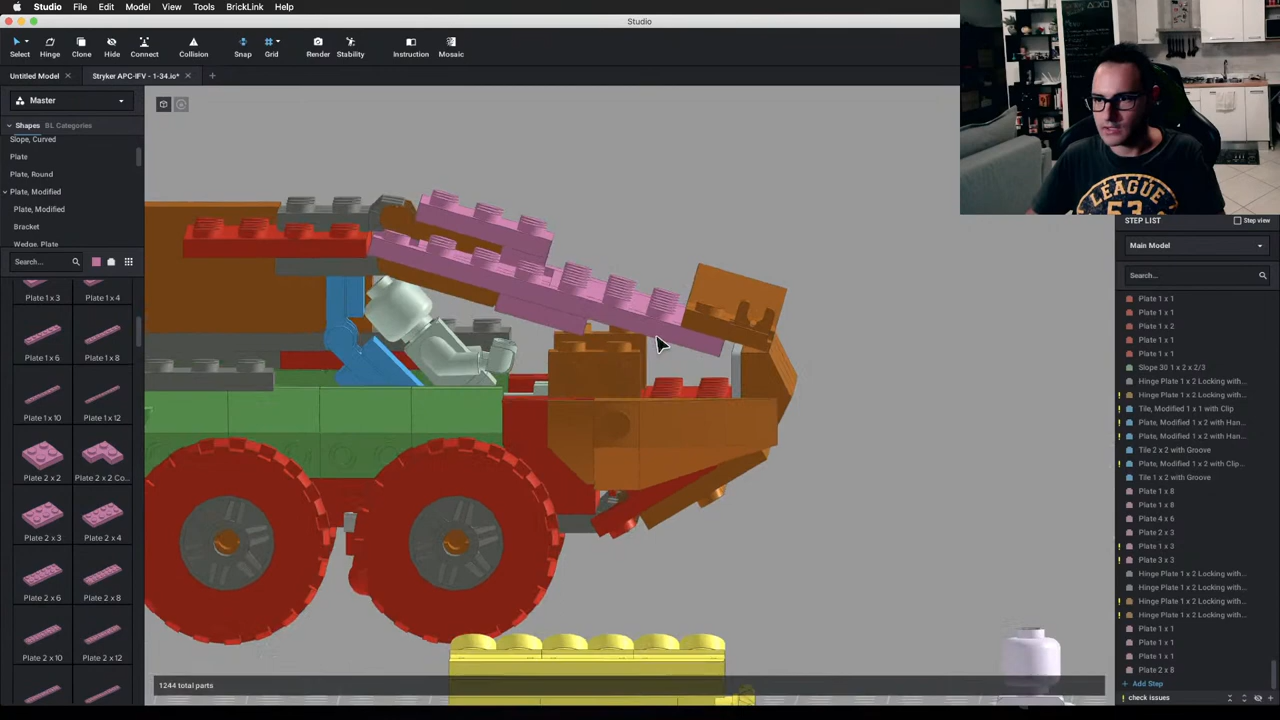 Studio File Edit Model View Tools BrickLink Help
Studio
Select Hinge Clone Hide Connect Collision Snap Grid Render Stability Instruction Mosaic
Untitled Model × Stryker APC-IFV - 1-34.io* × +
Master
Shapes BL Categories
Slope, Curved
Plate
Plate, Round
Plate, Modified
Plate, Modified
Bracket
Wedge, Plate
Search...
Plate 1 x 3 Plate 1 x 4
Plate 1 x 6 Plate 1 x 8
Plate 1 x 10 Plate 1 x 12
Plate 2 x 2 Plate 2 x 2 Co...
Plate 2 x 3 Plate 2 x 4
Plate 2 x 6 Plate 2 x 8
Plate 2 x 10 Plate 2 x 12
1244 total parts
LEAGUE
53
STEP LIST Step view
Main Model
Search...
Plate 1 x 1
Plate 1 x 1
Plate 1 x 2
Plate 1 x 1
Plate 1 x 1
Slope 30 1 x 2 x 2/3
Hinge Plate 1 x 2 Locking with...
Hinge Plate 1 x 2 Locking with...
Tile, Modified 1 x 1 with Clip
Plate, Modified 1 x 2 with Han...
Plate, Modified 1 x 2 with Han...
Tile 2 x 2 with Groove
Plate, Modified 1 x 2 with Clip...
Tile 1 x 2 with Groove
Plate 1 x 8
Plate 1 x 8
Plate 4 x 6
Plate 2 x 3
Plate 1 x 3
Plate 3 x 3
Hinge Plate 1 x 2 Locking with...
Hinge Plate 1 x 2 Locking with...
Hinge Plate 1 x 2 Locking with...
Hinge Plate 1 x 2 Locking with...
Plate 1 x 1
Plate 1 x 1
Plate 1 x 1
Plate 2 x 8
+ Add Step
! check issues